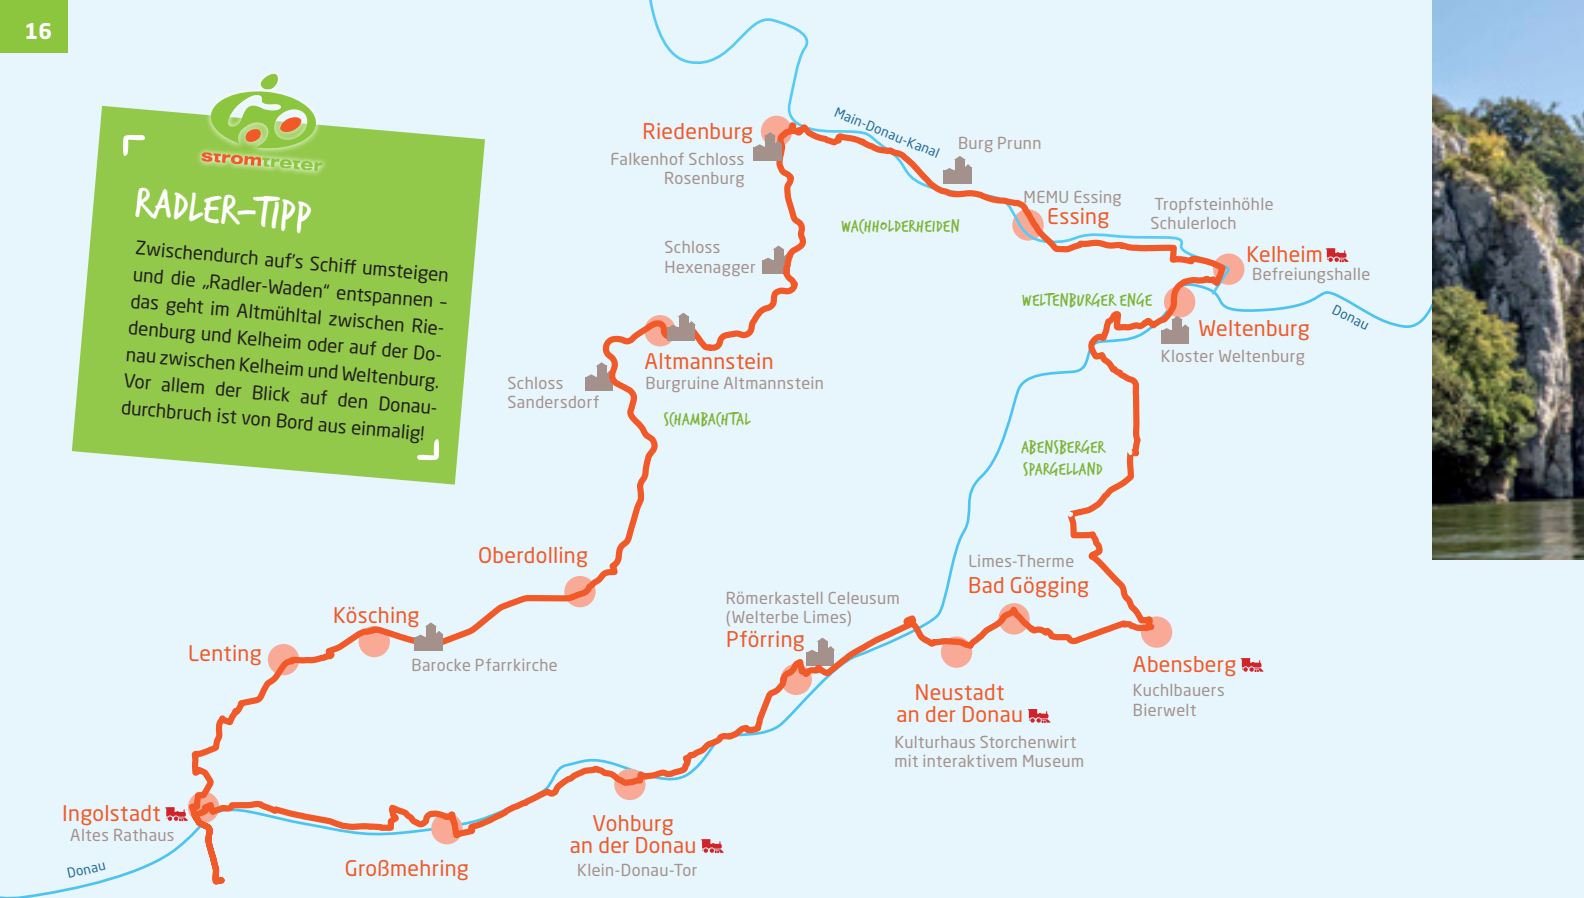 16
stromtreter
RADLER-TIPP
Zwischendurch auf's Schiff umsteigen
und die „Radler-Waden“ entspannen –
das geht im Altmühltal zwischen Rie-
denburg und Kelheim oder auf der Do-
nau zwischen Kelheim und Weltenburg.
Vor allem der Blick auf den Donau-
durchbruch ist von Bord aus einmalig!
Riedenburg
Falkenhof Schloss
Rosenburg
Main-Donau-Kanal
Burg Prunn
MEMU Essing
Essing
Tropfsteinhöhle
Schulerloch
Kelheim
Befreiungshalle
WACHHOLDERHEIDEN
Schloss
Hexenagger
WELTENBURGER ENGE
Donau
Weltenburg
Kloster Weltenburg
Altmannstein
Burgruine Altmannstein
Schloss
Sandersdorf
SCHAMBACHTAL
ABENSBERGER
SPARGELLAND
Oberdolling
Limes-Therme
Bad Gögging
Kösching
Römerkastell Celeusum
(Welterbe Limes)
Pförring
Lenting
Barocke Pfarrkirche
Abensberg
Kuchlbauers
Bierwelt
Neustadt
an der Donau
Kulturhaus Storchenwirt
mit interaktivem Museum
Ingolstadt
Altes Rathaus
Vohburg
an der Donau
Klein-Donau-Tor
Großmehring
Donau